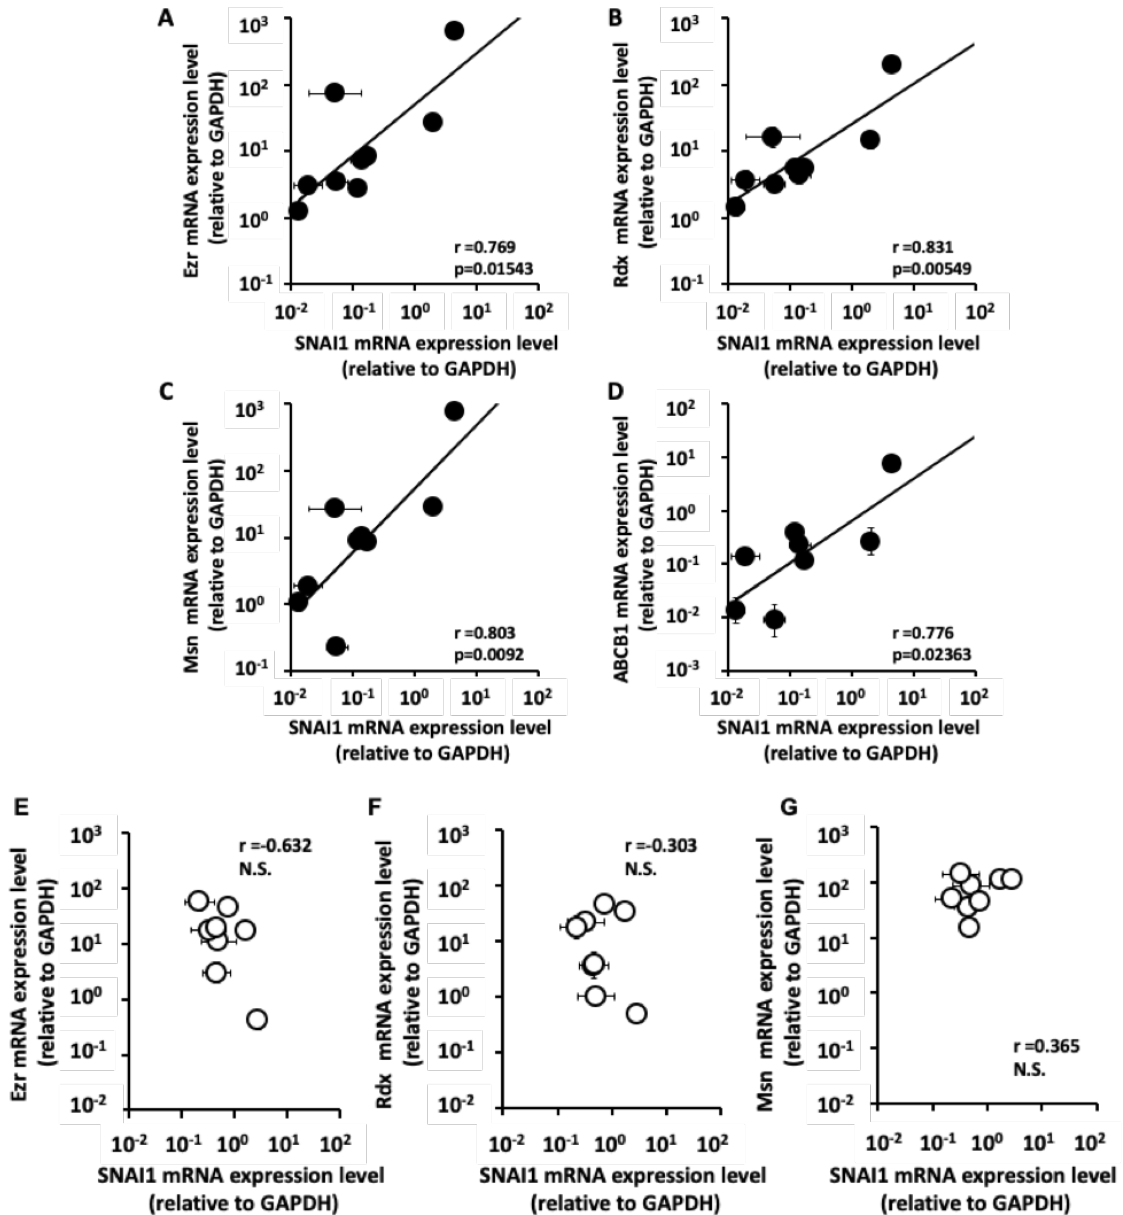 A
Ezr mRNA expression level
(relative to GAPDH)
10³
10²
10¹
10⁰
10⁻¹
r =0.769
p=0.01543
10⁻² 10⁻¹ 10⁰ 10¹ 10²
SNAI1 mRNA expression level
(relative to GAPDH)
B
Rdx mRNA expression level
(relative to GAPDH)
10³
10²
10¹
10⁰
10⁻¹
r =0.831
p=0.00549
10⁻² 10⁻¹ 10⁰ 10¹ 10²
SNAI1 mRNA expression level
(relative to GAPDH)
C
Msn mRNA expression level
(relative to GAPDH)
10³
10²
10¹
10⁰
10⁻¹
r =0.803
p=0.0092
10⁻² 10⁻¹ 10⁰ 10¹ 10²
SNAI1 mRNA expression level
(relative to GAPDH)
D
ABCB1 mRNA expression level
(relative to GAPDH)
10²
10¹
10⁰
10⁻¹
10⁻²
10⁻³
r =0.776
p=0.02363
10⁻² 10⁻¹ 10⁰ 10¹ 10²
SNAI1 mRNA expression level
(relative to GAPDH)
E
Ezr mRNA expression level
(relative to GAPDH)
10³
10²
10¹
10⁰
10⁻¹
10⁻²
r =-0.632
N.S.
10⁻² 10⁻¹ 10⁰ 10¹ 10²
SNAI1 mRNA expression level
(relative to GAPDH)
F
Rdx mRNA expression level
(relative to GAPDH)
10³
10²
10¹
10⁰
10⁻¹
10⁻²
r =-0.303
N.S.
10⁻² 10⁻¹ 10⁰ 10¹ 10²
SNAI1 mRNA expression level
(relative to GAPDH)
G
Msn mRNA expression level
(relative to GAPDH)
10³
10²
10¹
10⁰
10⁻¹
10⁻²
r =0.365
N.S.
10⁻² 10⁻¹ 10⁰ 10¹ 10²
SNAI1 mRNA expression level
(relative to GAPDH)